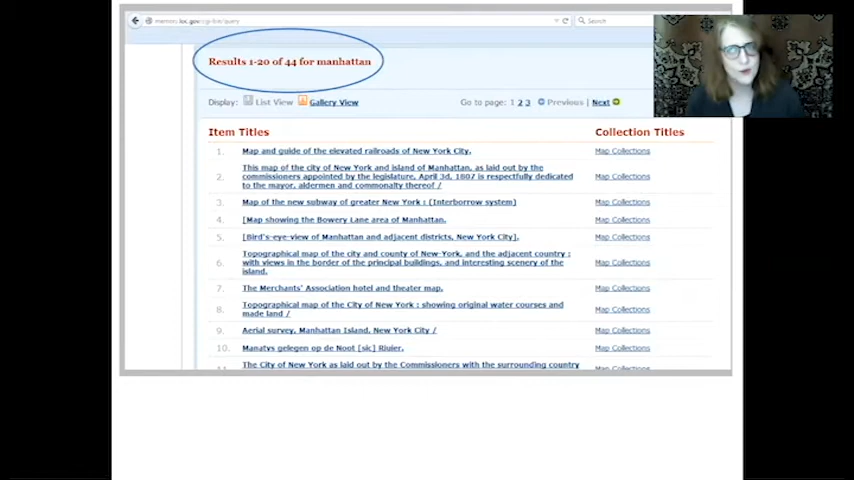 memory.loc.gov/cgi-bin/query
Search
Results 1-20 of 44 for manhattan
Display: List View Gallery View
Go to page: 1 2 3 Previous | Next
Item Titles Collection Titles
1. Map and guide of the elevated railroads of New York City. Map Collections
2. This map of the city of New York and island of Manhattan, as laid out by the
commissioners appointed by the legislature, April 3d, 1807 is respectfully dedicated
to the mayor, aldermen and commonalty thereof /
Map Collections
3. Map of the new subway of greater New York : (Interborrow system) Map Collections
4. [Map showing the Bowery Lane area of Manhattan. Map Collections
5. [Bird's-eye-view of Manhattan and adjacent districts, New York City]. Map Collections
6. Topographical map of the city and county of New-York, and the adjacent country :
with views in the border of the principal buildings, and interesting scenery of the
island.
Map Collections
7. The Merchants' Association hotel and theater map. Map Collections
8. Topographical map of the City of New York : showing original water courses and
made land /
Map Collections
9. Aerial survey, Manhattan Island, New York City / Map Collections
10. Manatys gelegen op de Noot [sic] Riuier. Map Collections
11. The City of New York as laid out by the Commissioners with the surrounding country
Map Collections